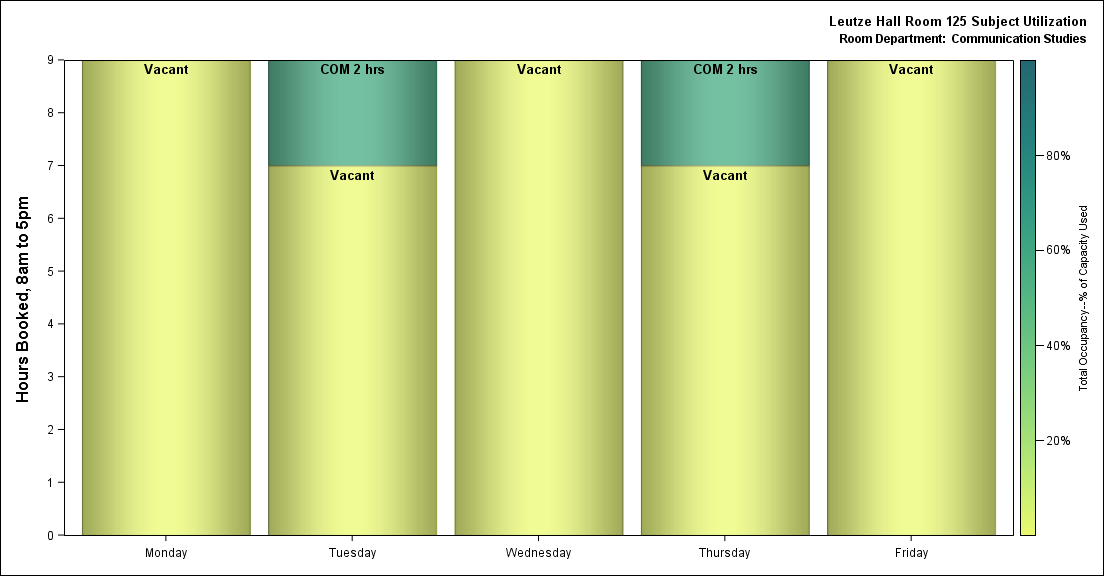 Leutze Hall Room 125 Subject Utilization
Room Department: Communication Studies
Hours Booked, 8am to 5pm
9
8
7
6
5
4
3
2
1
0
Vacant
COM 2 hrs
Vacant
Vacant
COM 2 hrs
Vacant
Vacant
Monday
Tuesday
Wednesday
Thursday
Friday
80%
60%
40%
20%
Total Occupancy--% of Capacity Used